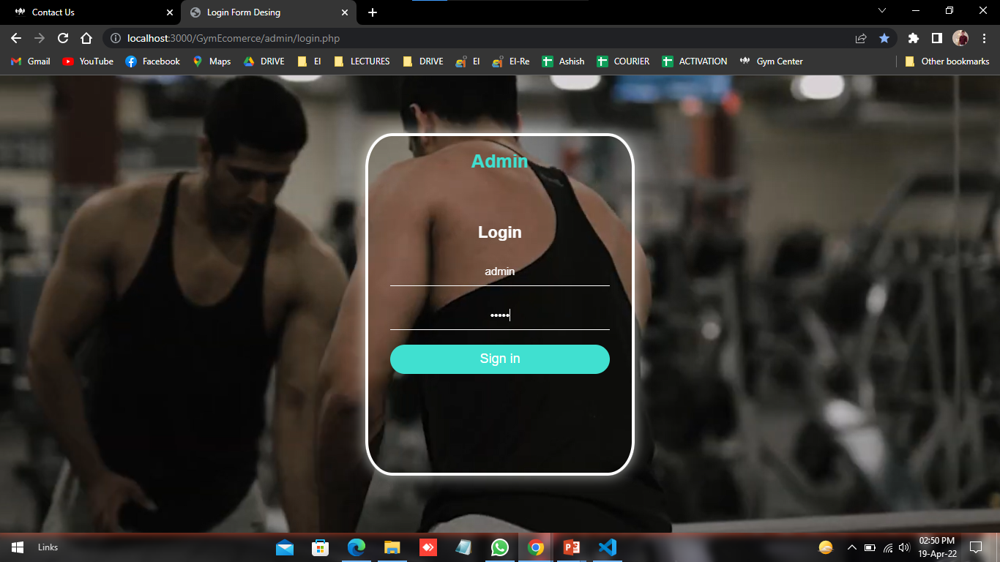 Contact Us
Login Form Desing
localhost:3000/GymEcomerce/admin/login.php
Gmail YouTube Facebook Maps DRIVE EI LECTURES DRIVE EI EI-Re Ashish COURIER ACTIVATION Gym Center Other bookmarks
Admin
Login
admin
•••••
Sign in
Links
02:50 PM
19-Apr-22